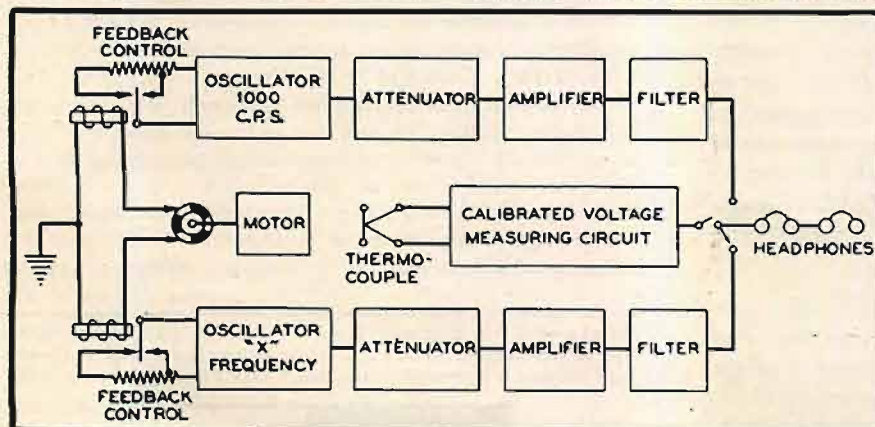 FEEDBACK
CONTROL
OSCILLATOR
1000
C.P.S.
ATTENUATOR
AMPLIFIER
FILTER
MOTOR
THERMO-
COUPLE
CALIBRATED VOLTAGE
MEASURING CIRCUIT
HEADPHONES
OSCILLATOR
"X"
FREQUENCY
ATTENUATOR
AMPLIFIER
FILTER
FEEDBACK
CONTROL